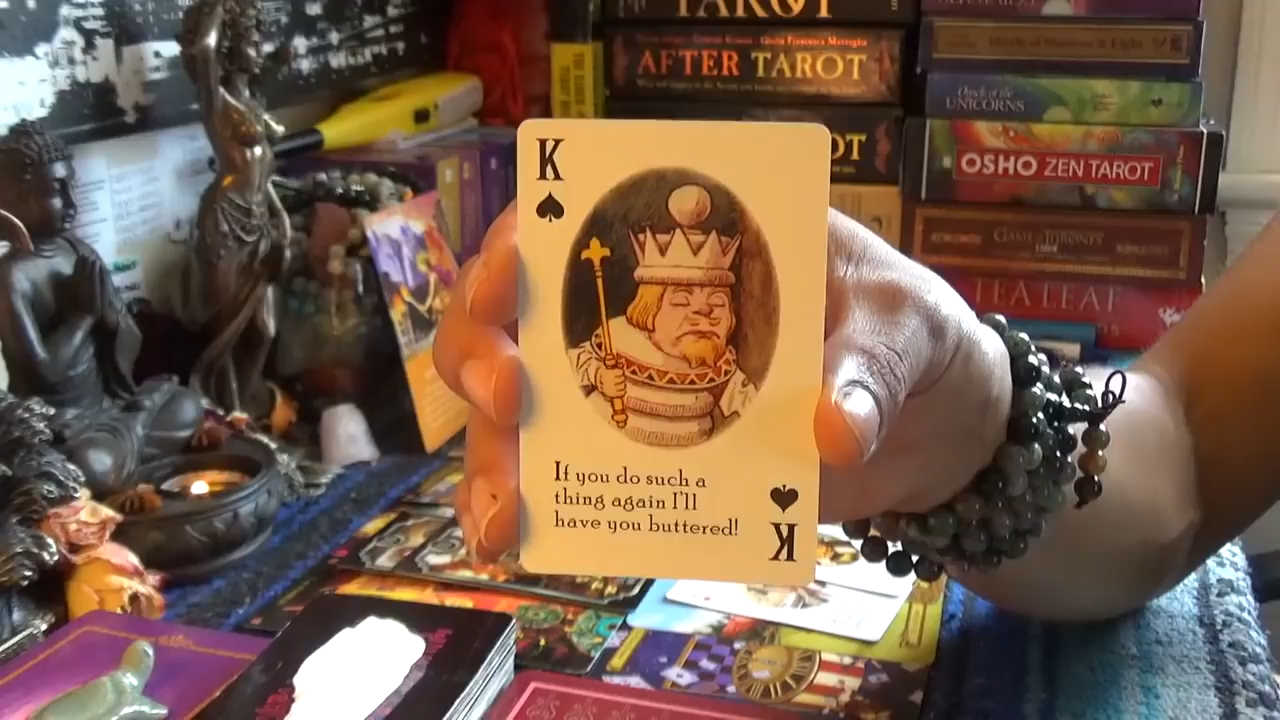 TAROT
AFTER TAROT
OT
Oracle of the
UNICORNS
OSHO ZEN TAROT
GAME OF THRONES
TEA LEAF
K
If you do such a
thing again I'll
have you buttered!
K